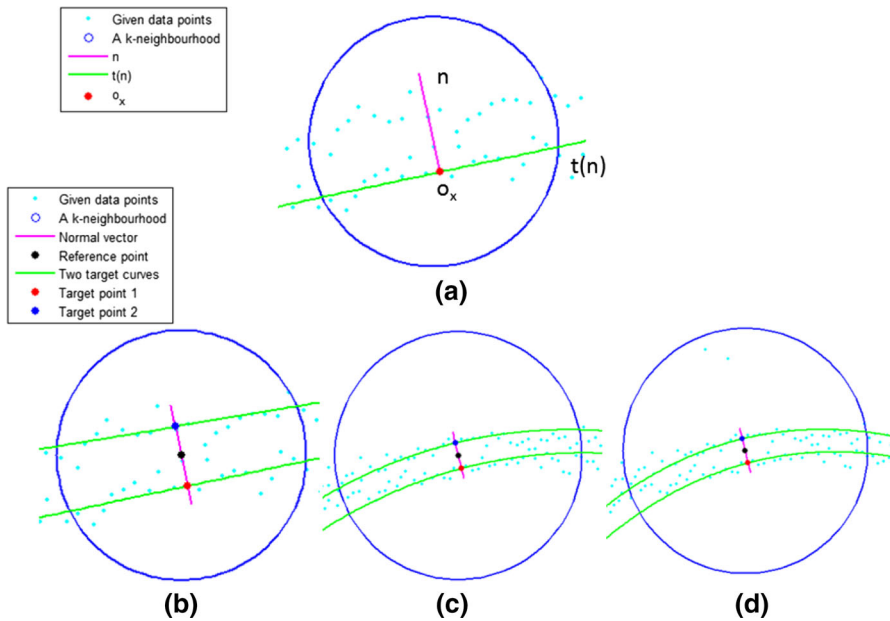 Given data points
A k-neighbourhood
n
t(n)
o_x
n
t(n)
o_x
(a)
Given data points
A k-neighbourhood
Normal vector
Reference point
Two target curves
Target point 1
Target point 2
(b)
(c)
(d)